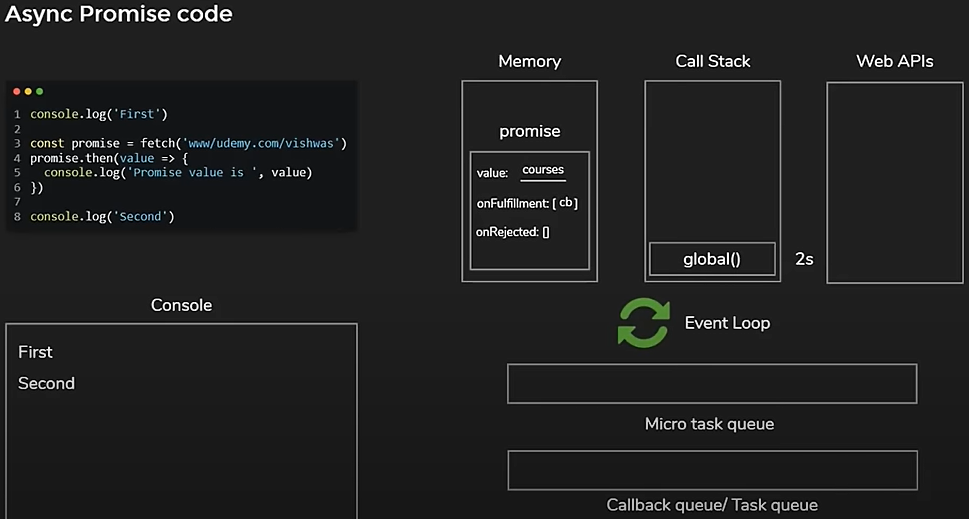 Async Promise code
1 console.log('First')
2
3 const promise = fetch('www/udemy.com/vishwas')
4 promise.then(value => {
5   console.log('Promise value is ', value)
6 })
7
8 console.log('Second')
Console
First
Second
Memory
promise
value: courses
onFulfillment: [ cb ]
onRejected: []
Call Stack
global()
2s
Web APIs
Event Loop
Micro task queue
Callback queue/ Task queue